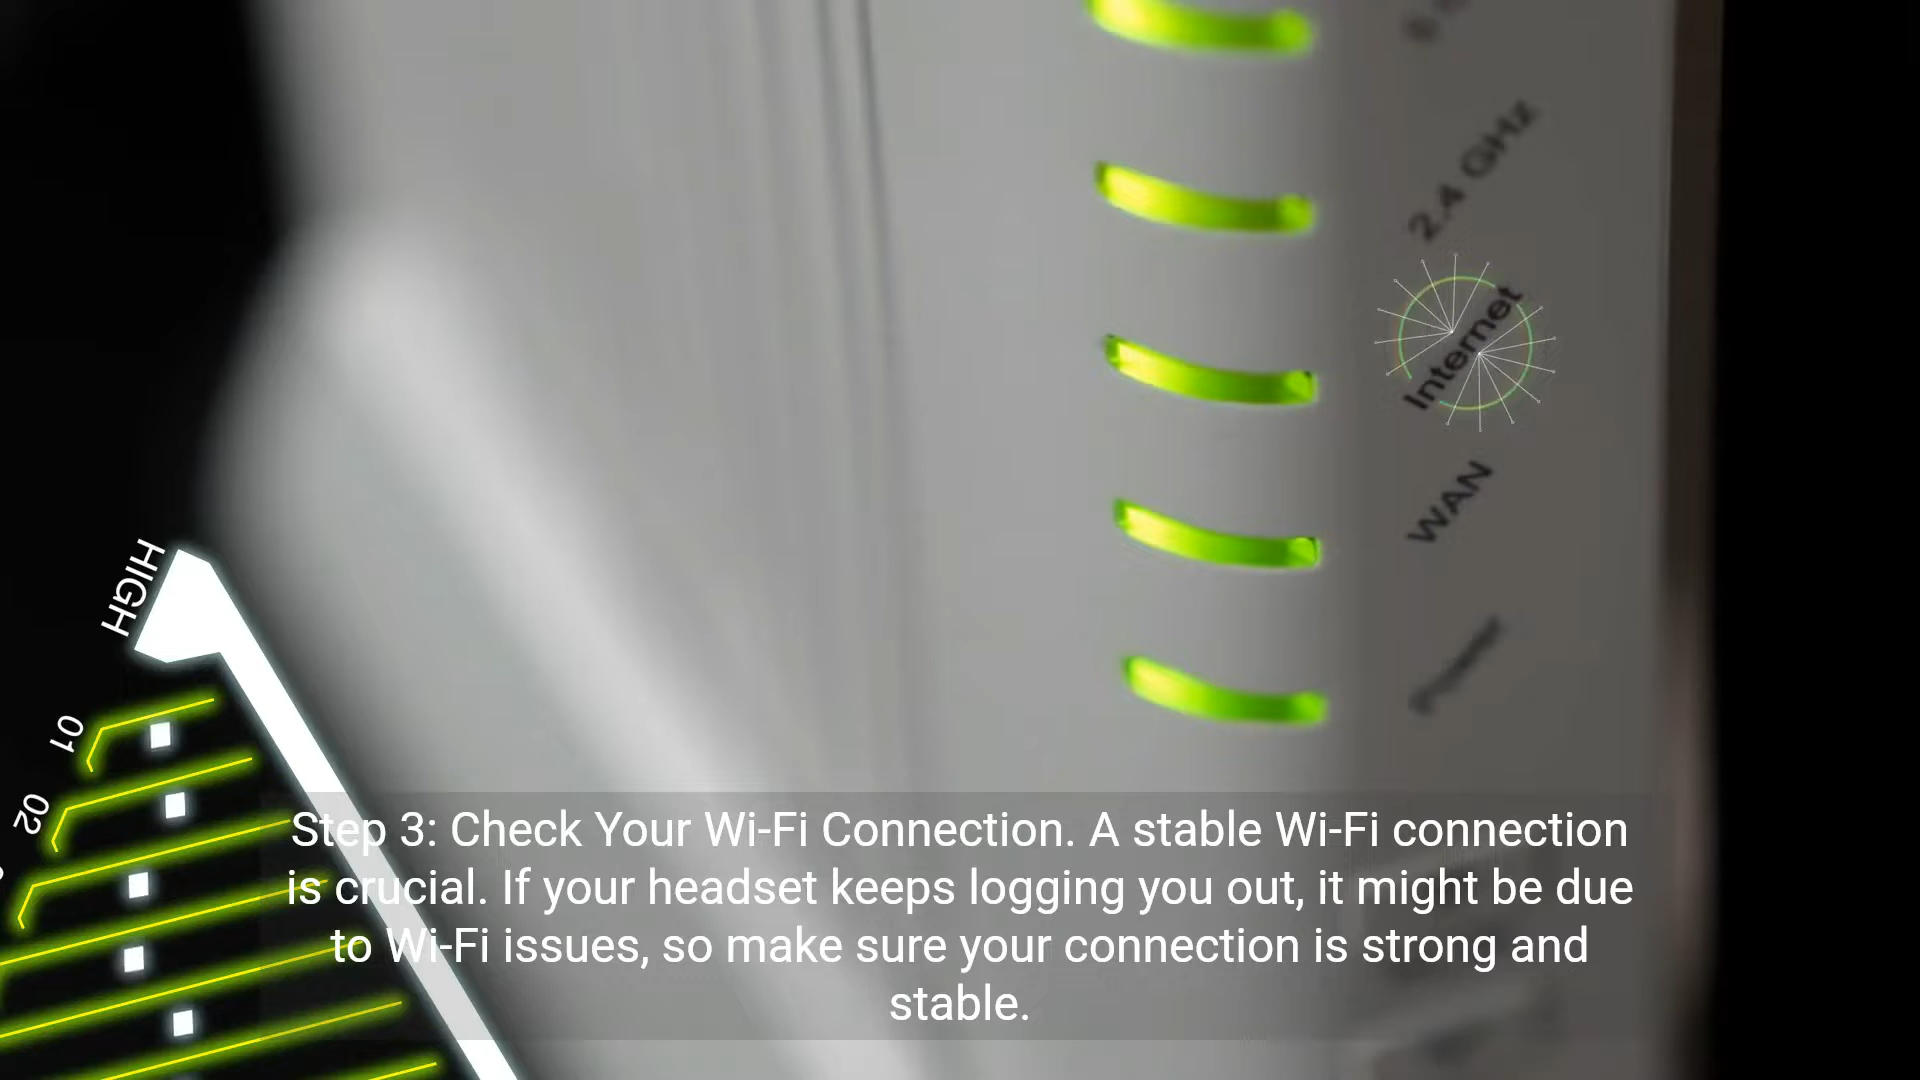 2.4 GHz
Internet
WAN
Power
HIGH
01
02
Step 3: Check Your Wi-Fi Connection. A stable Wi-Fi connection
is crucial. If your headset keeps logging you out, it might be due
to Wi-Fi issues, so make sure your connection is strong and
stable.